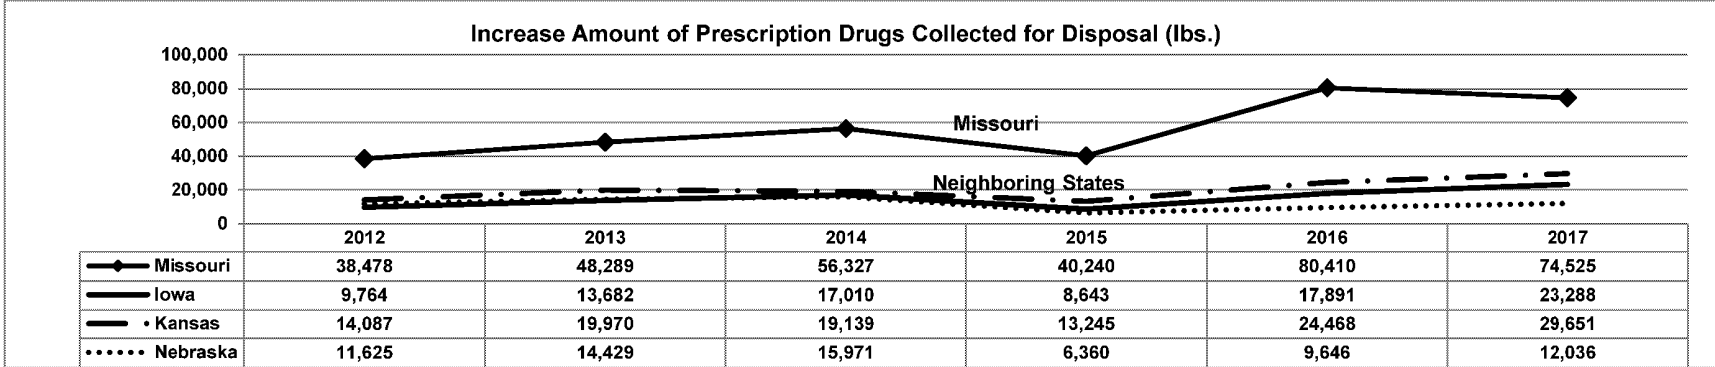 Increase Amount of Prescription Drugs Collected for Disposal (lbs.)
100,000
80,000
60,000
40,000
20,000
0
Missouri
Neighboring States
2012 2013 2014 2015 2016 2017
Missouri 38,478 48,289 56,327 40,240 80,410 74,525
Iowa 9,764 13,682 17,010 8,643 17,891 23,288
Kansas 14,087 19,970 19,139 13,245 24,468 29,651
Nebraska 11,625 14,429 15,971 6,360 9,646 12,036